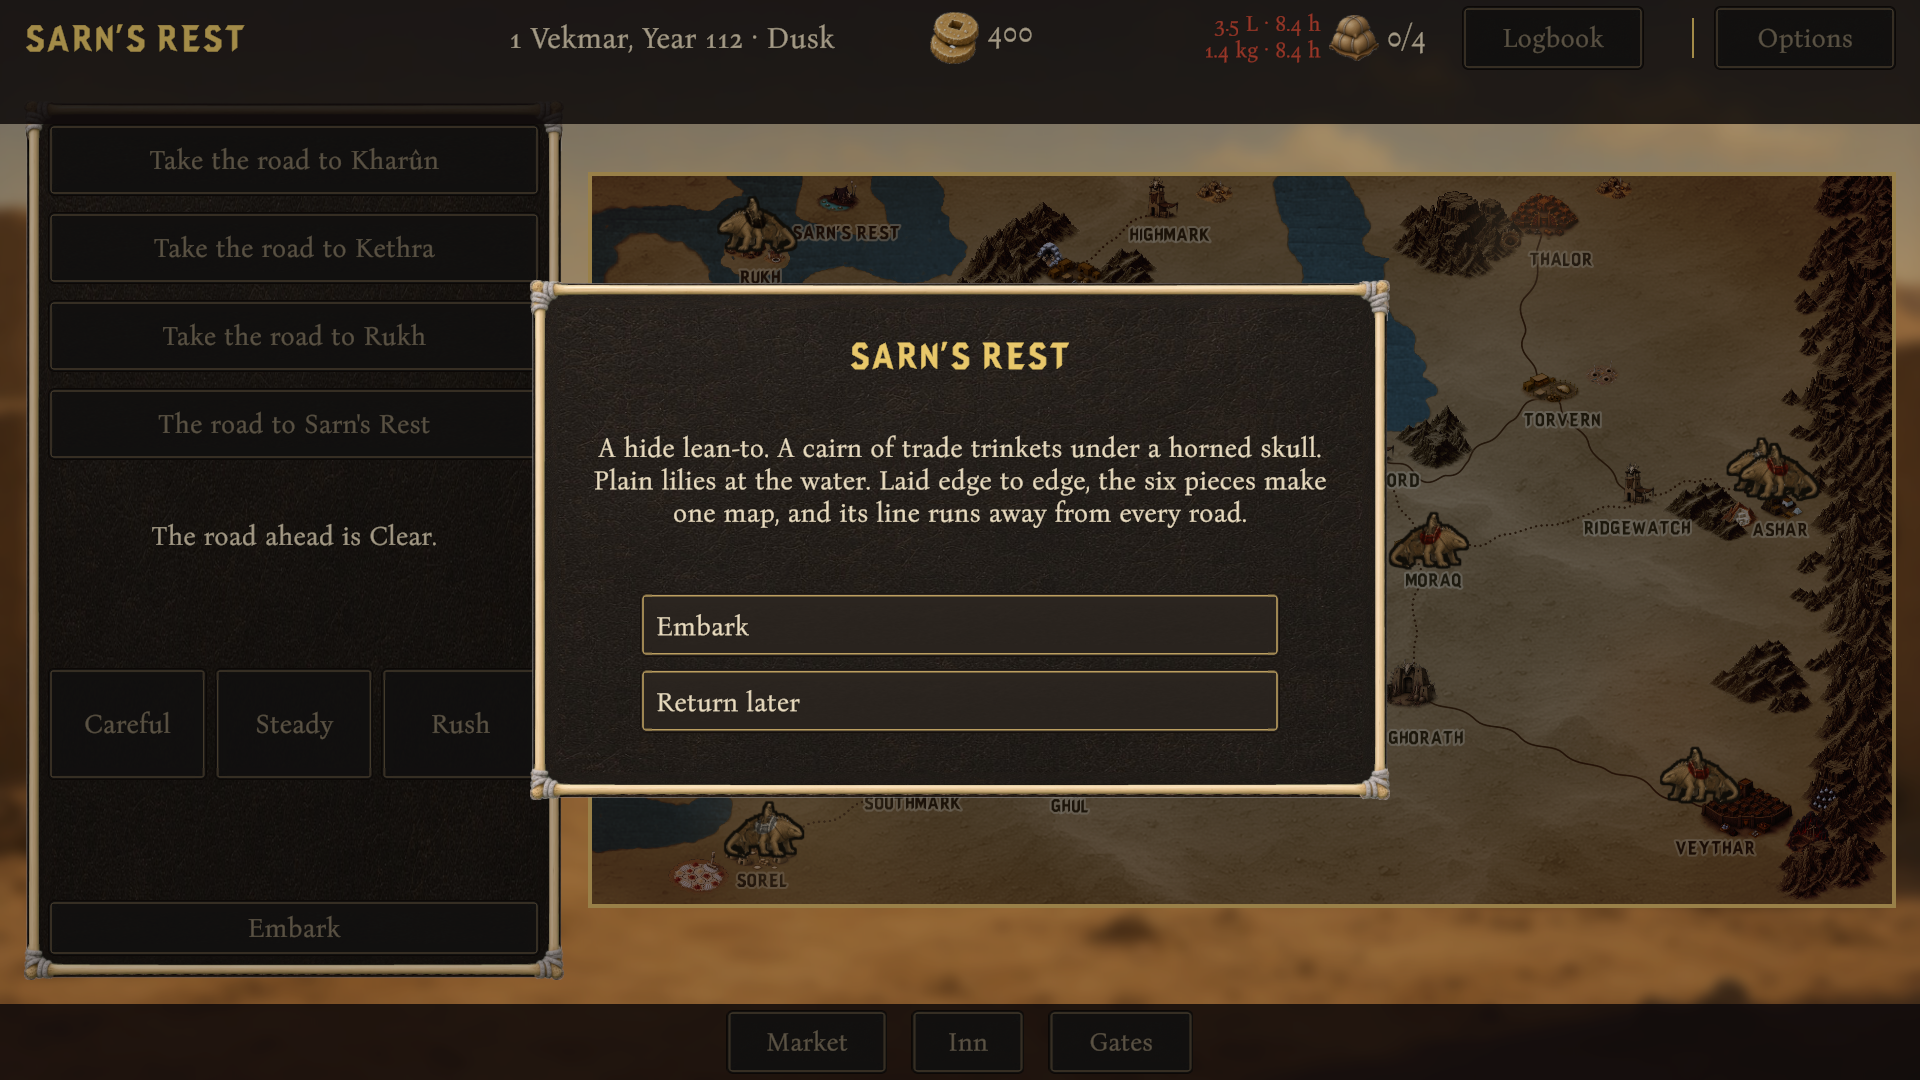 SARN'S REST
1 Vekmar, Year 112 · Dusk
400
3.5 L · 8.4 h
1.4 kg · 8.4 h
0/4
Logbook
Options
Take the road to Kharûn
Take the road to Kethra
Take the road to Rukh
The road to Sarn's Rest
The road ahead is Clear.
Careful
Steady
Rush
Embark
SARN'S REST
RUKH
HIGHMARK
THALOR
TORVERN
ORD
RIDGEWATCH
ASHAR
MORAQ
GHORATH
VEYTHAR
SOUTHMARK
GHUL
SOREL
SARN'S REST
A hide lean-to. A cairn of trade trinkets under a horned skull.
Plain lilies at the water. Laid edge to edge, the six pieces make
one map, and its line runs away from every road.
Embark
Return later
Market
Inn
Gates